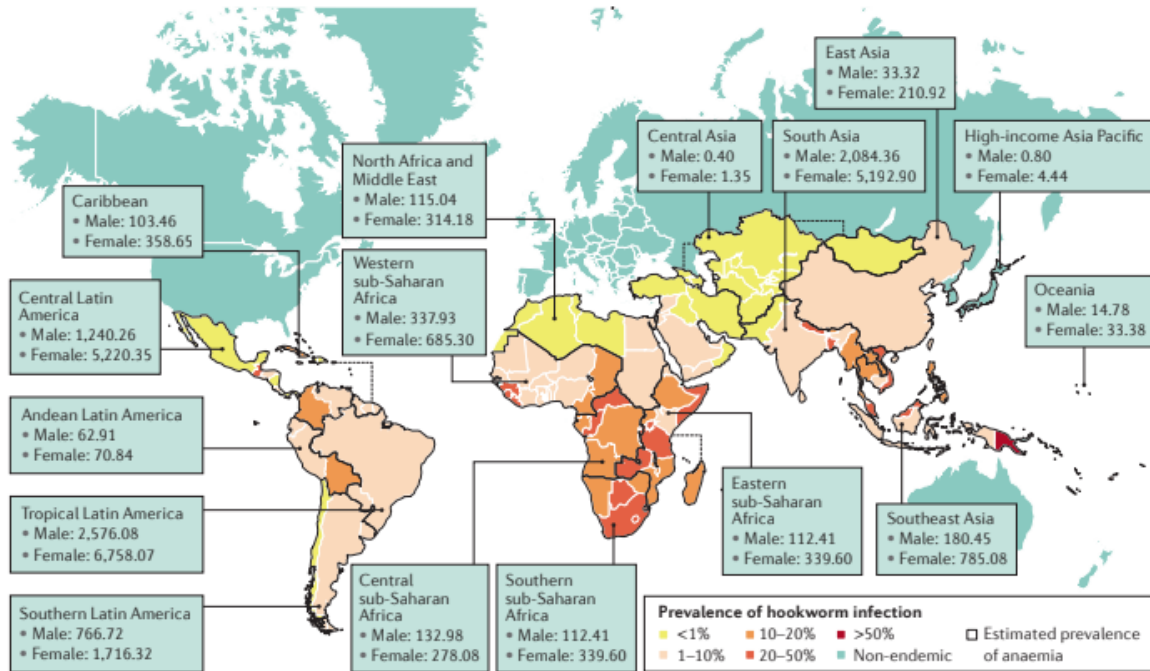 East Asia
• Male: 33.32
• Female: 210.92
Central Asia
• Male: 0.40
• Female: 1.35
South Asia
• Male: 2,084.36
• Female: 5,192.90
High-income Asia Pacific
• Male: 0.80
• Female: 4.44
North Africa and
Middle East
• Male: 115.04
• Female: 314.18
Caribbean
• Male: 103.46
• Female: 358.65
Western
sub-Saharan
Africa
• Male: 337.93
• Female: 685.30
Central Latin
America
• Male: 1,240.26
• Female: 5,220.35
Oceania
• Male: 14.78
• Female: 33.38
Andean Latin America
• Male: 62.91
• Female: 70.84
Tropical Latin America
• Male: 2,576.08
• Female: 6,758.07
Southern Latin America
• Male: 766.72
• Female: 1,716.32
Central
sub-Saharan
Africa
• Male: 132.98
• Female: 278.08
Southern
sub-Saharan
Africa
• Male: 112.41
• Female: 339.60
Eastern
sub-Saharan
Africa
• Male: 112.41
• Female: 339.60
Southeast Asia
• Male: 180.45
• Female: 785.08
Prevalence of hookworm infection
<1%
10–20%
>50%
1–10%
20–50%
Non-endemic
Estimated prevalence
of anaemia